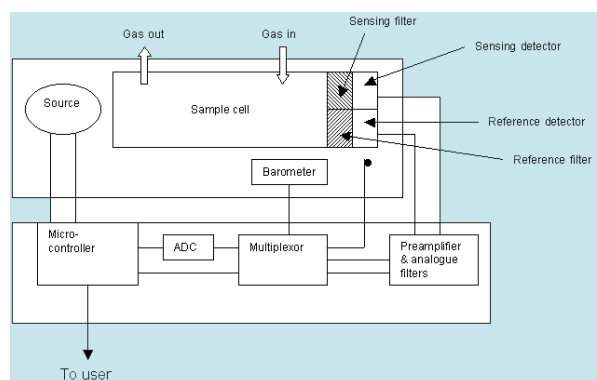 Sensing filter
Gas out
Gas in
Sensing detector
Source
Sample cell
Reference detector
Reference filter
Barometer
Micro-
controller
ADC
Multiplexor
Preamplifier
& analogue
filters
To user